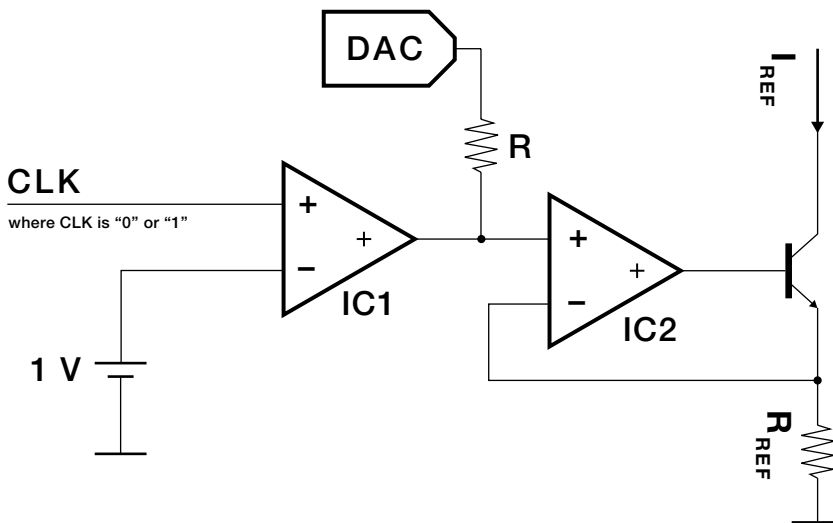 DAC
I REF
R
CLK
where CLK is “0” or “1”
+
−
+
IC1
+
−
+
IC2
1 V
R REF